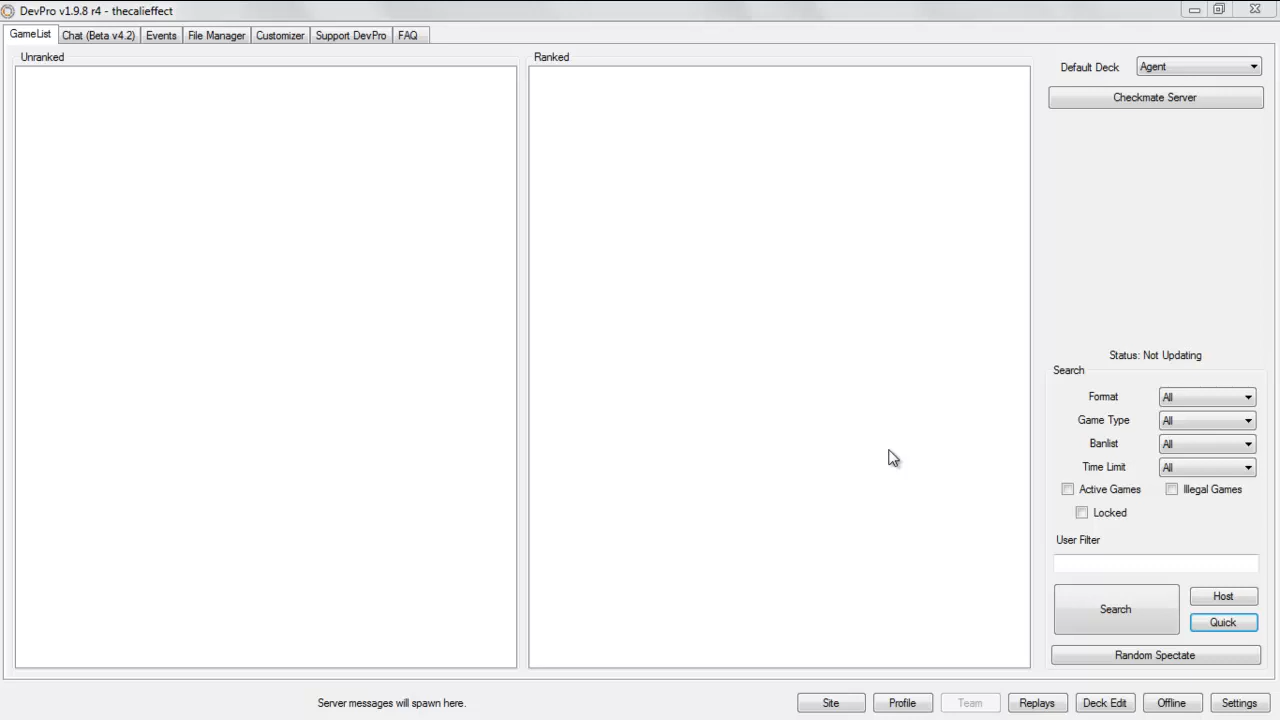 DevPro v1.9.8 r4 - thecalieffect
GameList
Chat (Beta v4.2)
Events
File Manager
Customizer
Support DevPro
FAQ
Unranked
Ranked
Default Deck
Agent
Checkmate Server
Status: Not Updating
Search
Format
All
Game Type
All
Banlist
All
Time Limit
All
Active Games
Illegal Games
Locked
User Filter
Search
Host
Quick
Random Spectate
Server messages will spawn here.
Site
Profile
Team
Replays
Deck Edit
Offline
Settings